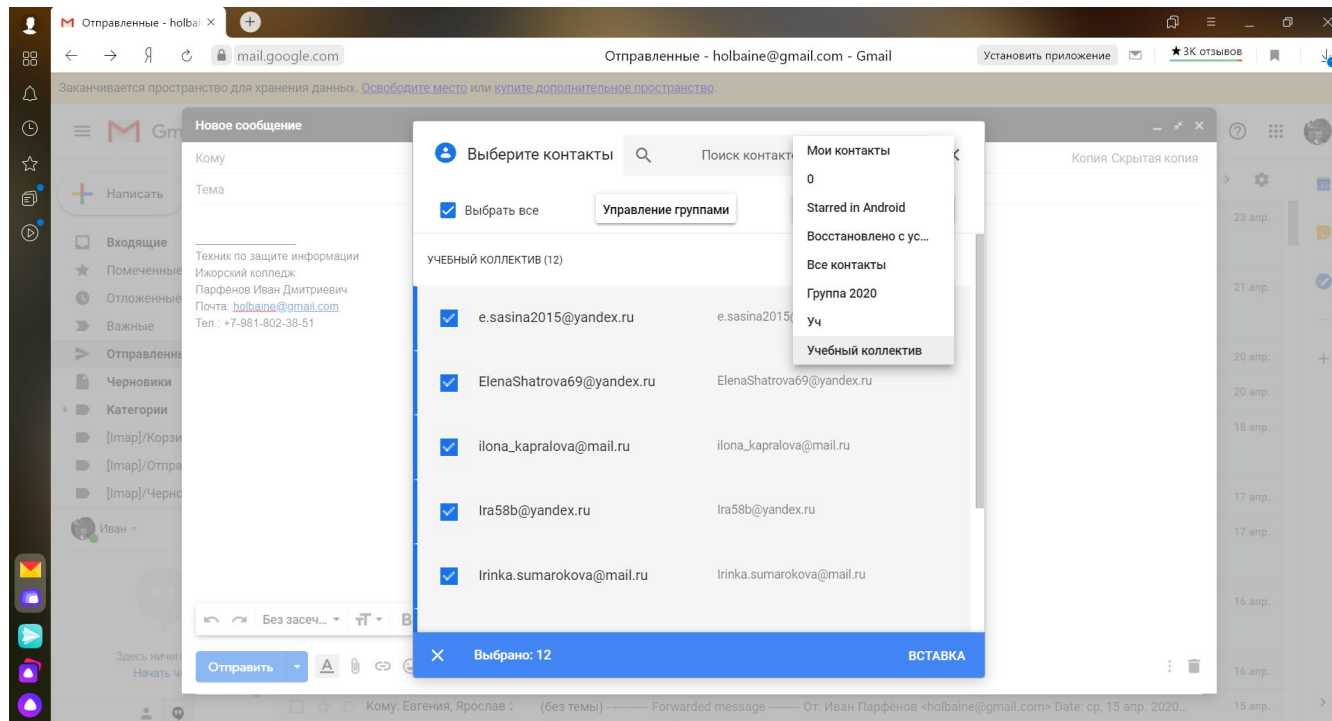 Отправленные - holbai
mail.google.com
Отправленные - holbaine@gmail.com - Gmail
Установить приложение
★3К отзывов
Заканчивается пространство для хранения данных. Освободите место или купите дополнительное пространство.
Gm
Новое сообщение
Кому
Копия Скрытая копия
Тема
Написать
Входящие
Помеченные
Отложенные
Важные
Отправленны
Черновики
Категории
[Imap]/Корзи
[Imap]/Отпра
[Imap]/Черно
Иван
Здесь ничег
Начать ч
Техник по защите информации
Ижорский колледж
Парфёнов Иван Дмитриевич
Почта: holbaine@gmail.com
Тел.: +7-981-802-38-51
Без засеч...
B
Отправить
Выберите контакты
Поиск контакт
Выбрать все
Управление группами
УЧЕБНЫЙ КОЛЛЕКТИВ (12)
e.sasina2015@yandex.ru
e.sasina2015(
ElenaShatrova69@yandex.ru
ElenaShatrova69@yandex.ru
ilona_kapralova@mail.ru
ilona_kapralova@mail.ru
Ira58b@yandex.ru
Ira58b@yandex.ru
Irinka.sumarokova@mail.ru
Irinka.sumarokova@mail.ru
Выбрано: 12
ВСТАВКА
Мои контакты
0
Starred in Android
Восстановлено с ус...
Все контакты
Группа 2020
Уч
Учебный коллектив
23 апр.
21 апр.
20 апр.
20 апр.
18 апр.
17 апр.
17 апр.
16 апр.
16 апр.
Кому: Евгения, Ярослав 2 (без темы) - ——— Forwarded message ——— От: Иван Парфёнов <holbaine@gmail.com> Date: ср, 15 апр. 2020... 15 апр.